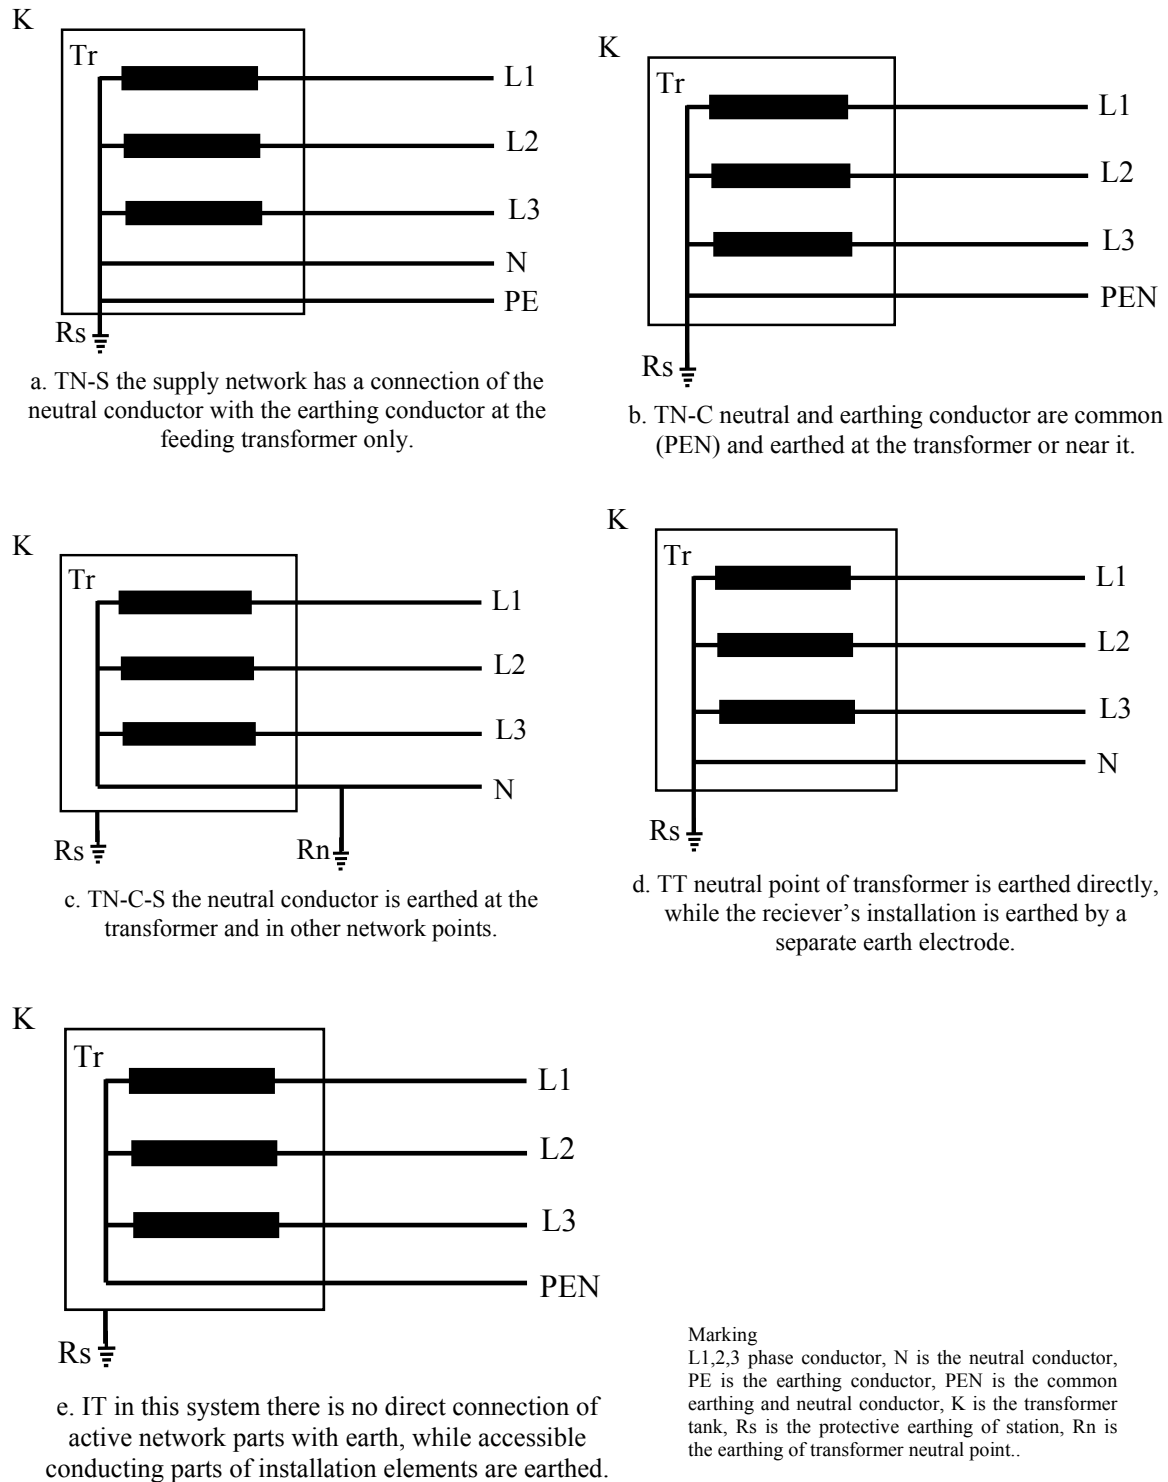 K
Tr
L1
L2
L3
N
PE
Rs
a. TN-S the supply network has a connection of the
neutral conductor with the earthing conductor at the
feeding transformer only.
K
Tr
L1
L2
L3
PEN
Rs
b. TN-C neutral and earthing conductor are common
(PEN) and earthed at the transformer or near it.
K
Tr
L1
L2
L3
N
Rs
Rn
c. TN-C-S the neutral conductor is earthed at the
transformer and in other network points.
K
Tr
L1
L2
L3
N
Rs
d. TT neutral point of transformer is earthed directly,
while the reciever’s installation is earthed by a
separate earth electrode.
K
Tr
L1
L2
L3
PEN
Rs
e. IT in this system there is no direct connection of
active network parts with earth, while accessible
conducting parts of installation elements are earthed.
Marking
L1,2,3 phase conductor, N is the neutral conductor,
PE is the earthing conductor, PEN is the common
earthing and neutral conductor, K is the transformer
tank, Rs is the protective earthing of station, Rn is
the earthing of transformer neutral point..